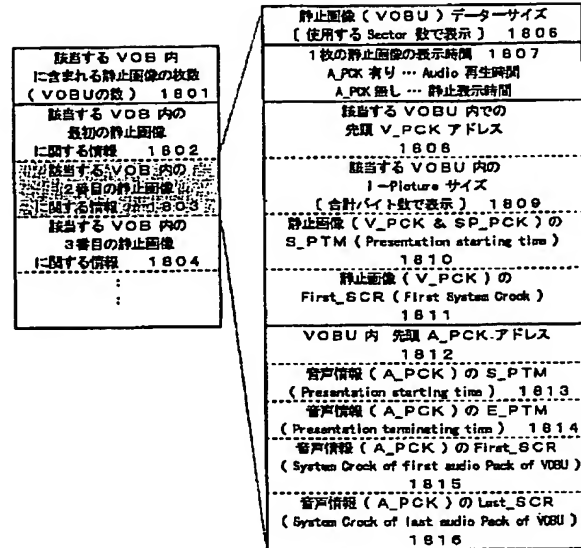 該当する VOB 内
に含まれる静止画像の枚数
(VOBUの数) 1801
該当する VOB 内の
最初の静止画像
に関する情報 1802
該当する VOB 内の
2番目の静止画像
に関する情報 1803
該当する VOB 内の
3番目の静止画像
に関する情報 1804
:
静止画像 (VOBU) データーサイズ
[ 使用する Sector 数で表示 ] 1806
1枚の静止画像の表示時間 1807
A_PCK 有り … Audio 再生時間
A_PCK 無し … 静止表示時間
該当する VOBU 内での
先頭 V_PCK アドレス
1808
該当する VOBU 内の
I-Picture サイズ
[ 合計バイト数で表示 ] 1809
静止画像 (V_PCK & SP_PCK) の
S_PTM (Presentation starting time)
1810
静止画像 (V_PCK) の
First_SCR (First System Crock)
1811
VOBU 内 先頭 A_PCK アドレス
1812
音声情報 (A_PCK) の S_PTM
(Presentation starting time) 1813
音声情報 (A_PCK) の E_PTM
(Presentation terminating time) 1814
音声情報 (A_PCK) の First_SCR
(System Crock of first audio Pack of VOBU)
1815
音声情報 (A_PCK) の Last_SCR
(System Crock of last audio Pack of VOBU)
1816